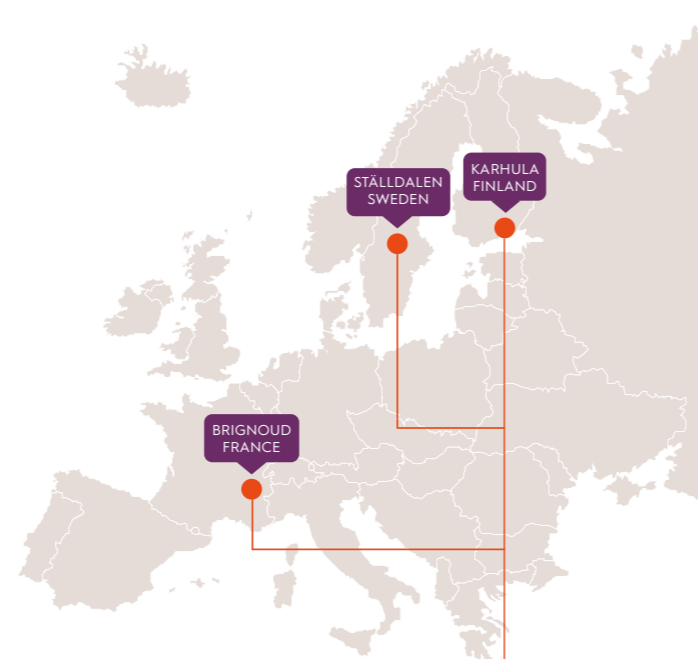 STÄLLDALEN
SWEDEN
KARHULA
FINLAND
BRIGNOUD
FRANCE